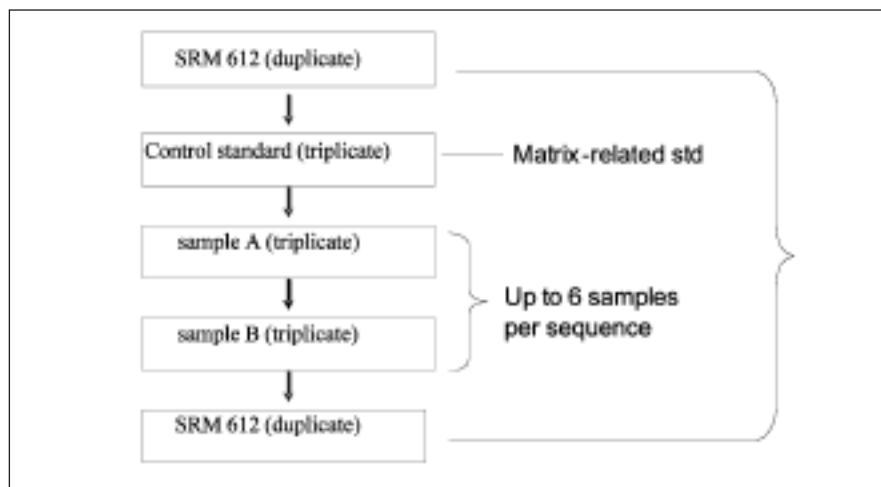 SRM 612 (duplicate)
Control standard (triplicate)
Matrix-related std
sample A (triplicate)
Up to 6 samples
per sequence
sample B (triplicate)
SRM 612 (duplicate)